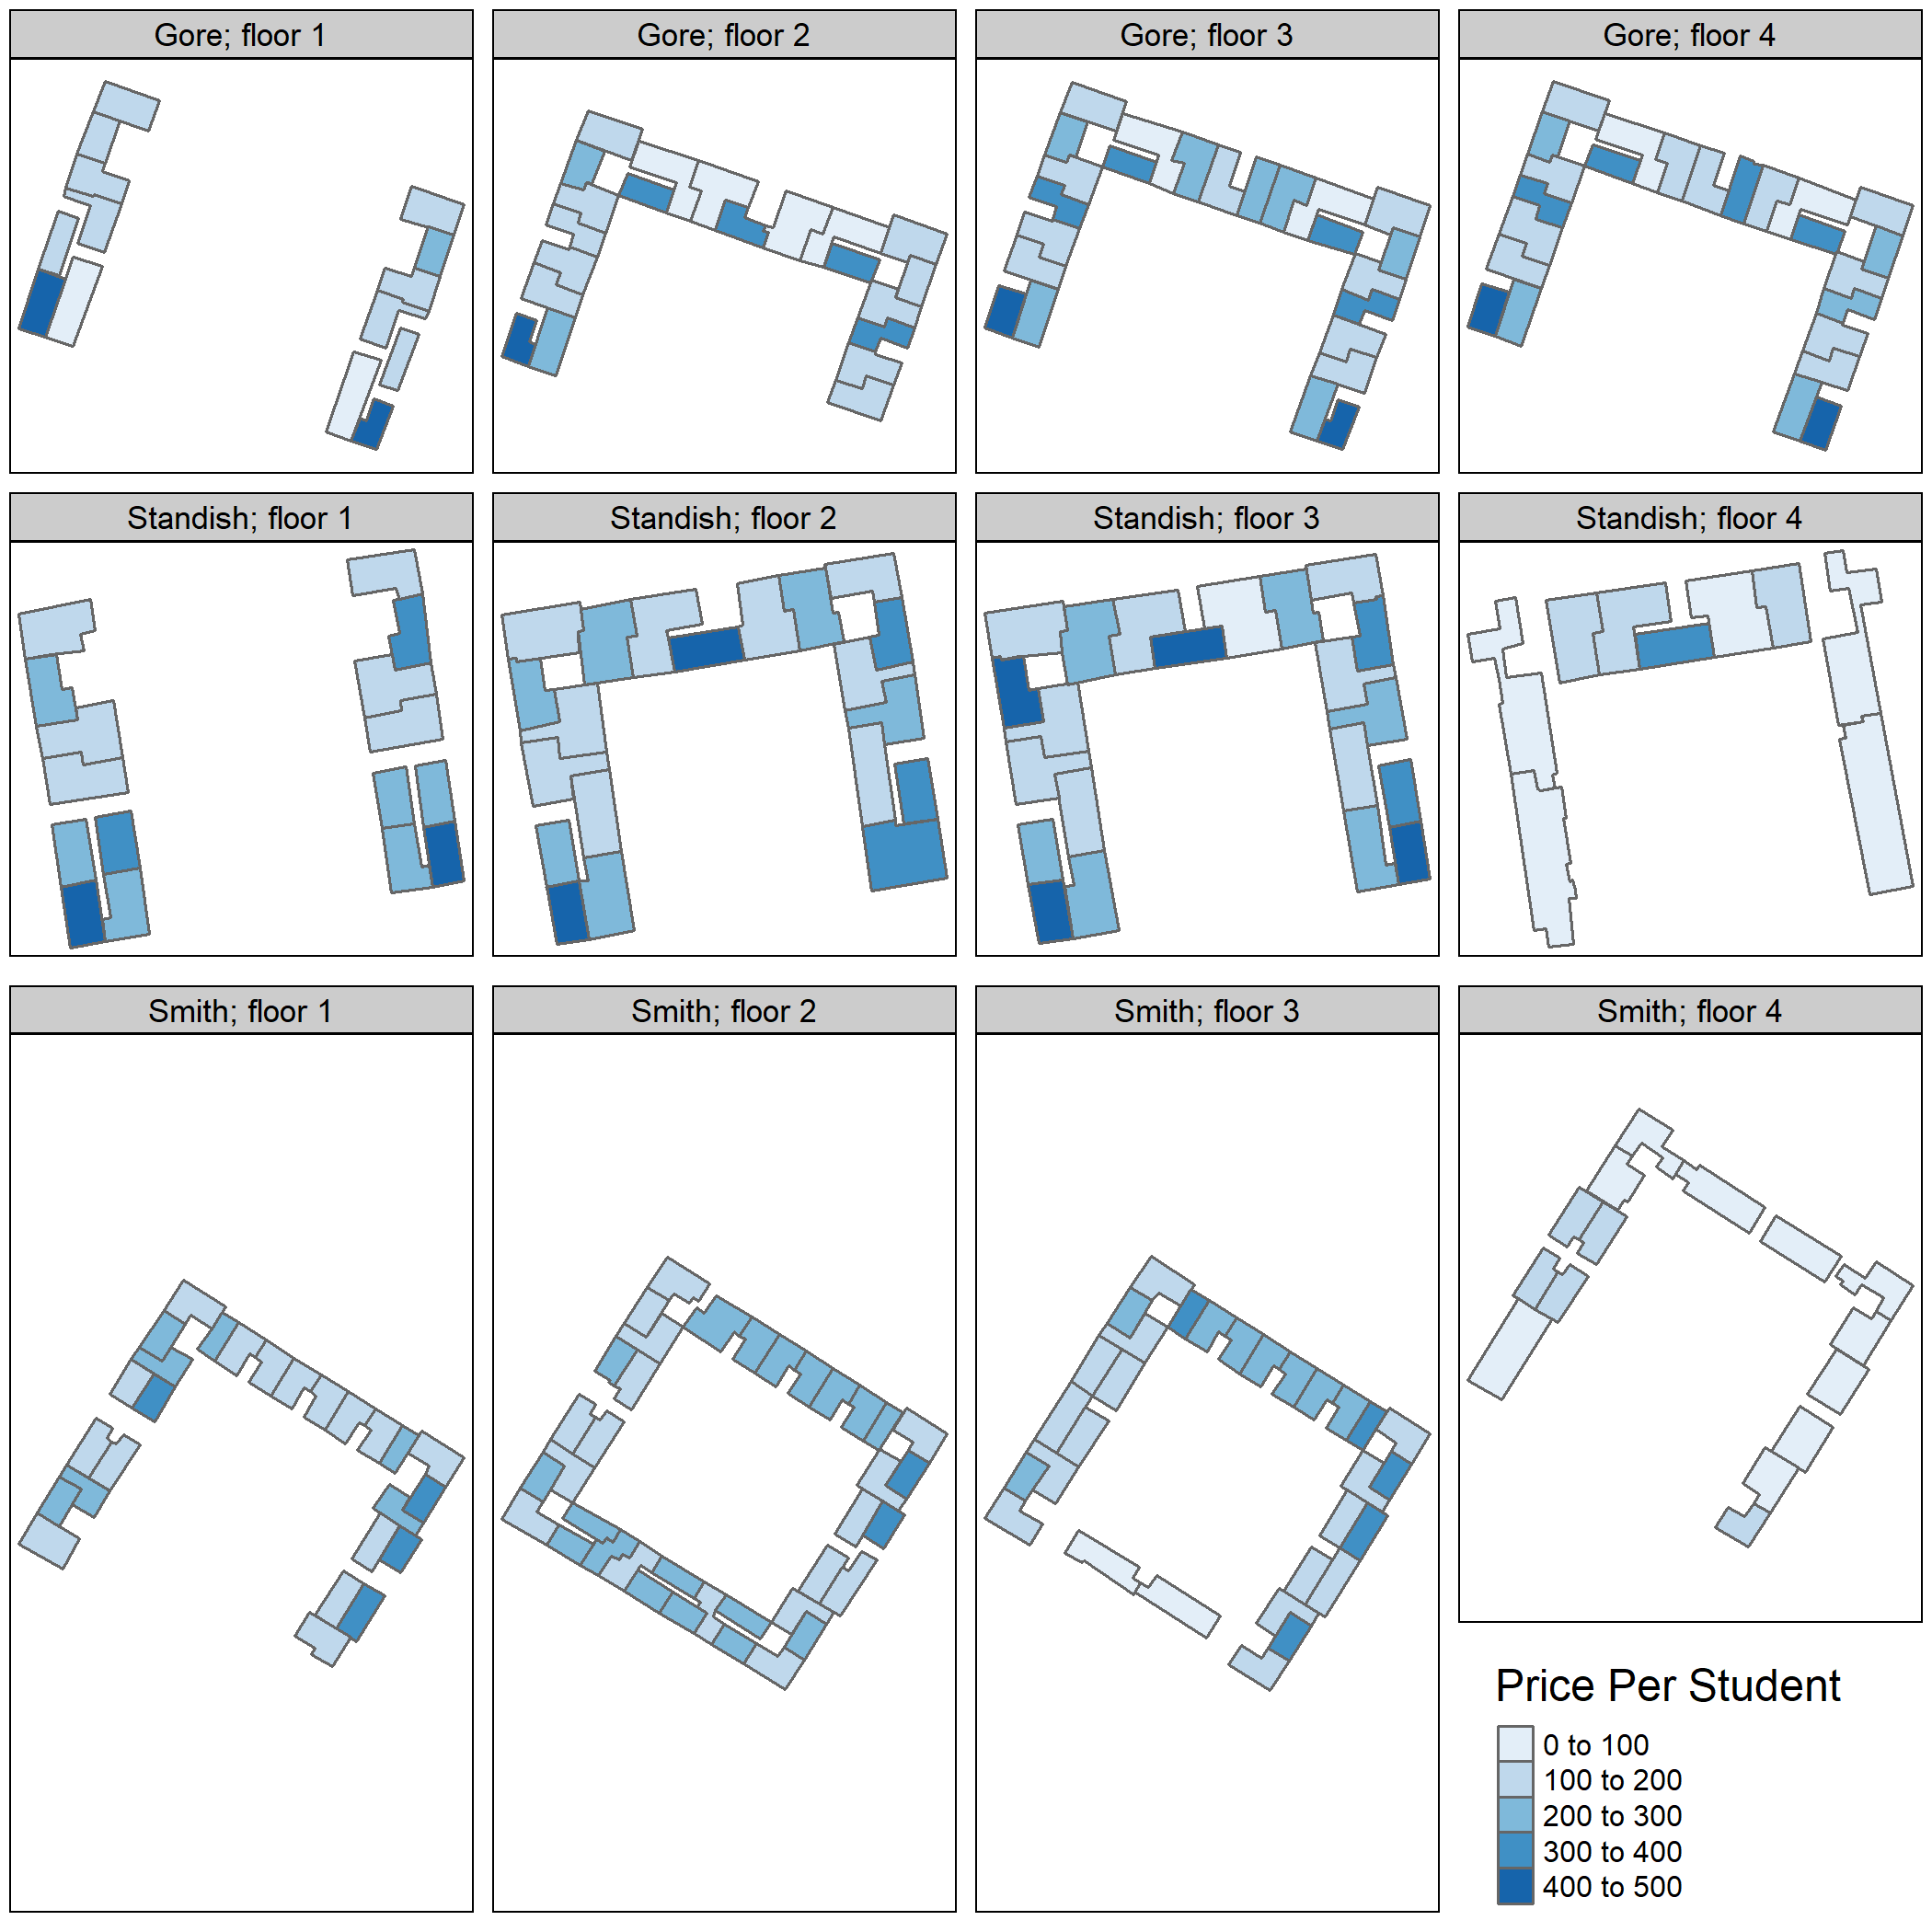 Gore; floor 1
Gore; floor 2
Gore; floor 3
Gore; floor 4
Standish; floor 1
Standish; floor 2
Standish; floor 3
Standish; floor 4
Smith; floor 1
Smith; floor 2
Smith; floor 3
Smith; floor 4
Price Per Student
0 to 100
100 to 200
200 to 300
300 to 400
400 to 500